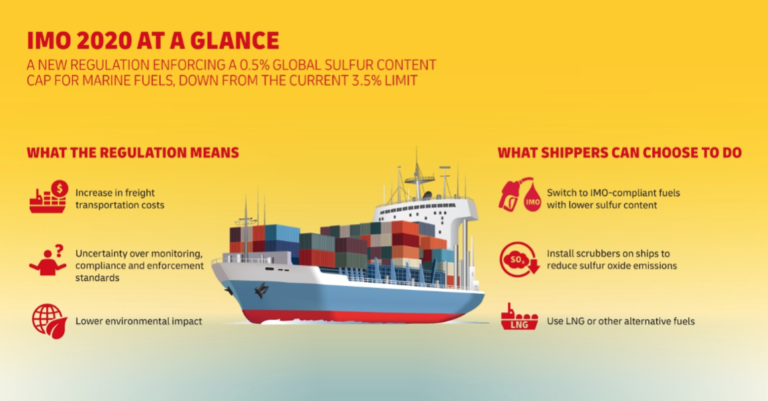 IMO 2020 AT A GLANCE
A NEW REGULATION ENFORCING A 0.5% GLOBAL SULFUR CONTENT
CAP FOR MARINE FUELS, DOWN FROM THE CURRENT 3.5% LIMIT
WHAT THE REGULATION MEANS
$
Increase in freight
transportation costs
?
Uncertainty over monitoring,
compliance and enforcement
standards
Lower environmental impact
WHAT SHIPPERS CAN CHOOSE TO DO
IMO
Switch to IMO-compliant fuels
with lower sulfur content
SOₓ
Install scrubbers on ships to
reduce sulfur oxide emissions
LNG
Use LNG or other alternative fuels